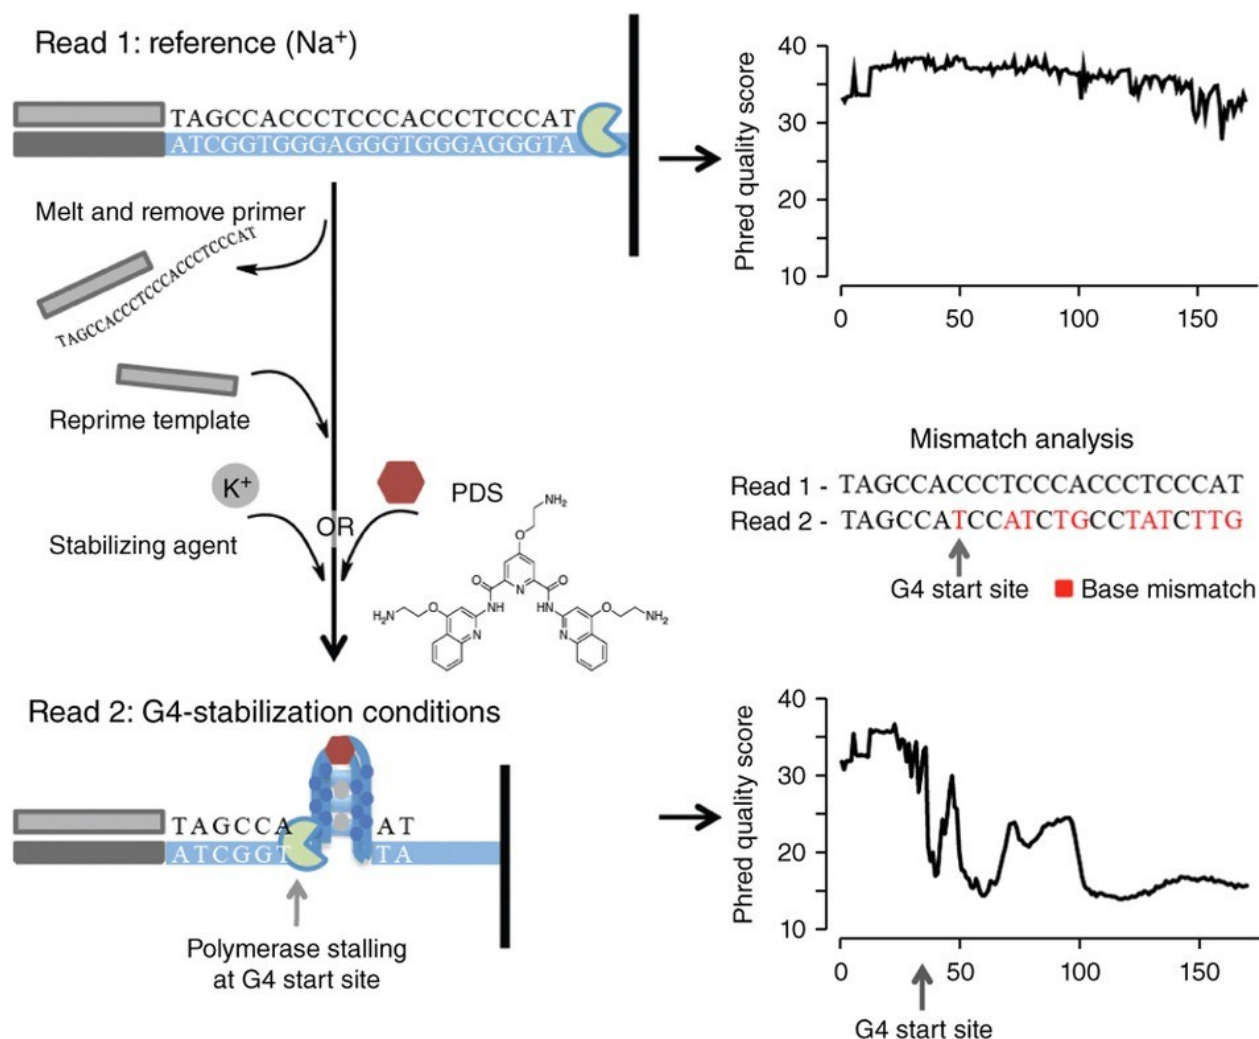 Read 1: reference (Na⁺)
TAGCCACCCTCCCACCCTCCCAT
ATCGGTGGGAGGGTGGGAGGGTA
Melt and remove primer
TAGCCACCCTCCCACCCTCCCAT
Reprime template
K⁺
Stabilizing agent
OR
PDS
NH₂
O
O
O
N
NH
HN
H₂N
O
N
N
O
NH₂
Read 2: G4-stabilization conditions
TAGCCA
AT
ATCGGT
TA
Polymerase stalling
at G4 start site
Phred quality score
40
30
20
10
0
50
100
150
Mismatch analysis
Read 1 - TAGCCACCCTCCCACCCTCCCAT
Read 2 - TAGCCATCCATCTGCCTATCTTG
G4 start site
Base mismatch
Phred quality score
40
30
20
10
0
50
100
150
G4 start site